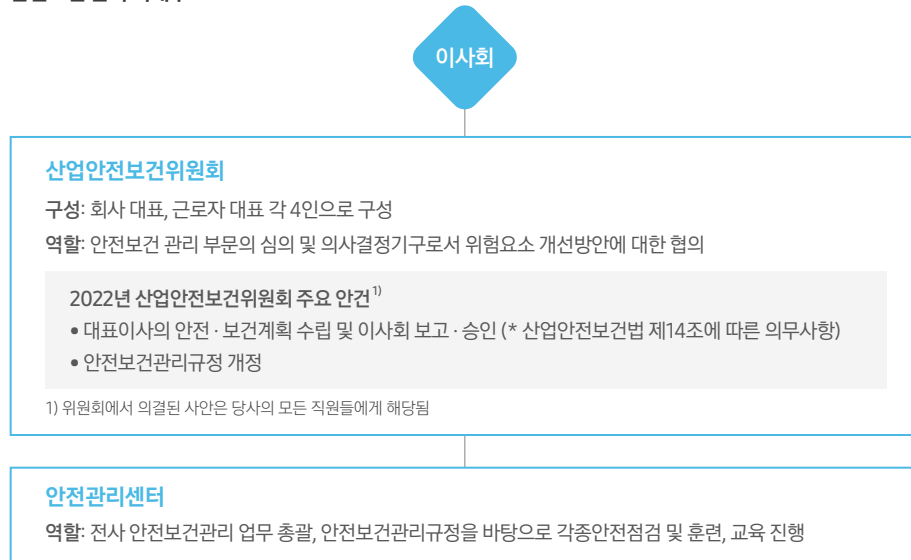 이사회
산업안전보건위원회
구성: 회사 대표, 근로자 대표 각 4인으로 구성
역할: 안전보건 관리 부문의 심의 및 의사결정기구로서 위험요소 개선방안에 대한 협의
2022년 산업안전보건위원회 주요 안건1)
• 대표이사의 안전 · 보건계획 수립 및 이사회 보고 · 승인 (* 산업안전보건법 제14조에 따른 의무사항)
• 안전보건관리규정 개정
1) 위원회에서 의결된 사안은 당사의 모든 직원들에게 해당됨
안전관리센터
역할: 전사 안전보건관리 업무 총괄, 안전보건관리규정을 바탕으로 각종안전점검 및 훈련, 교육 진행